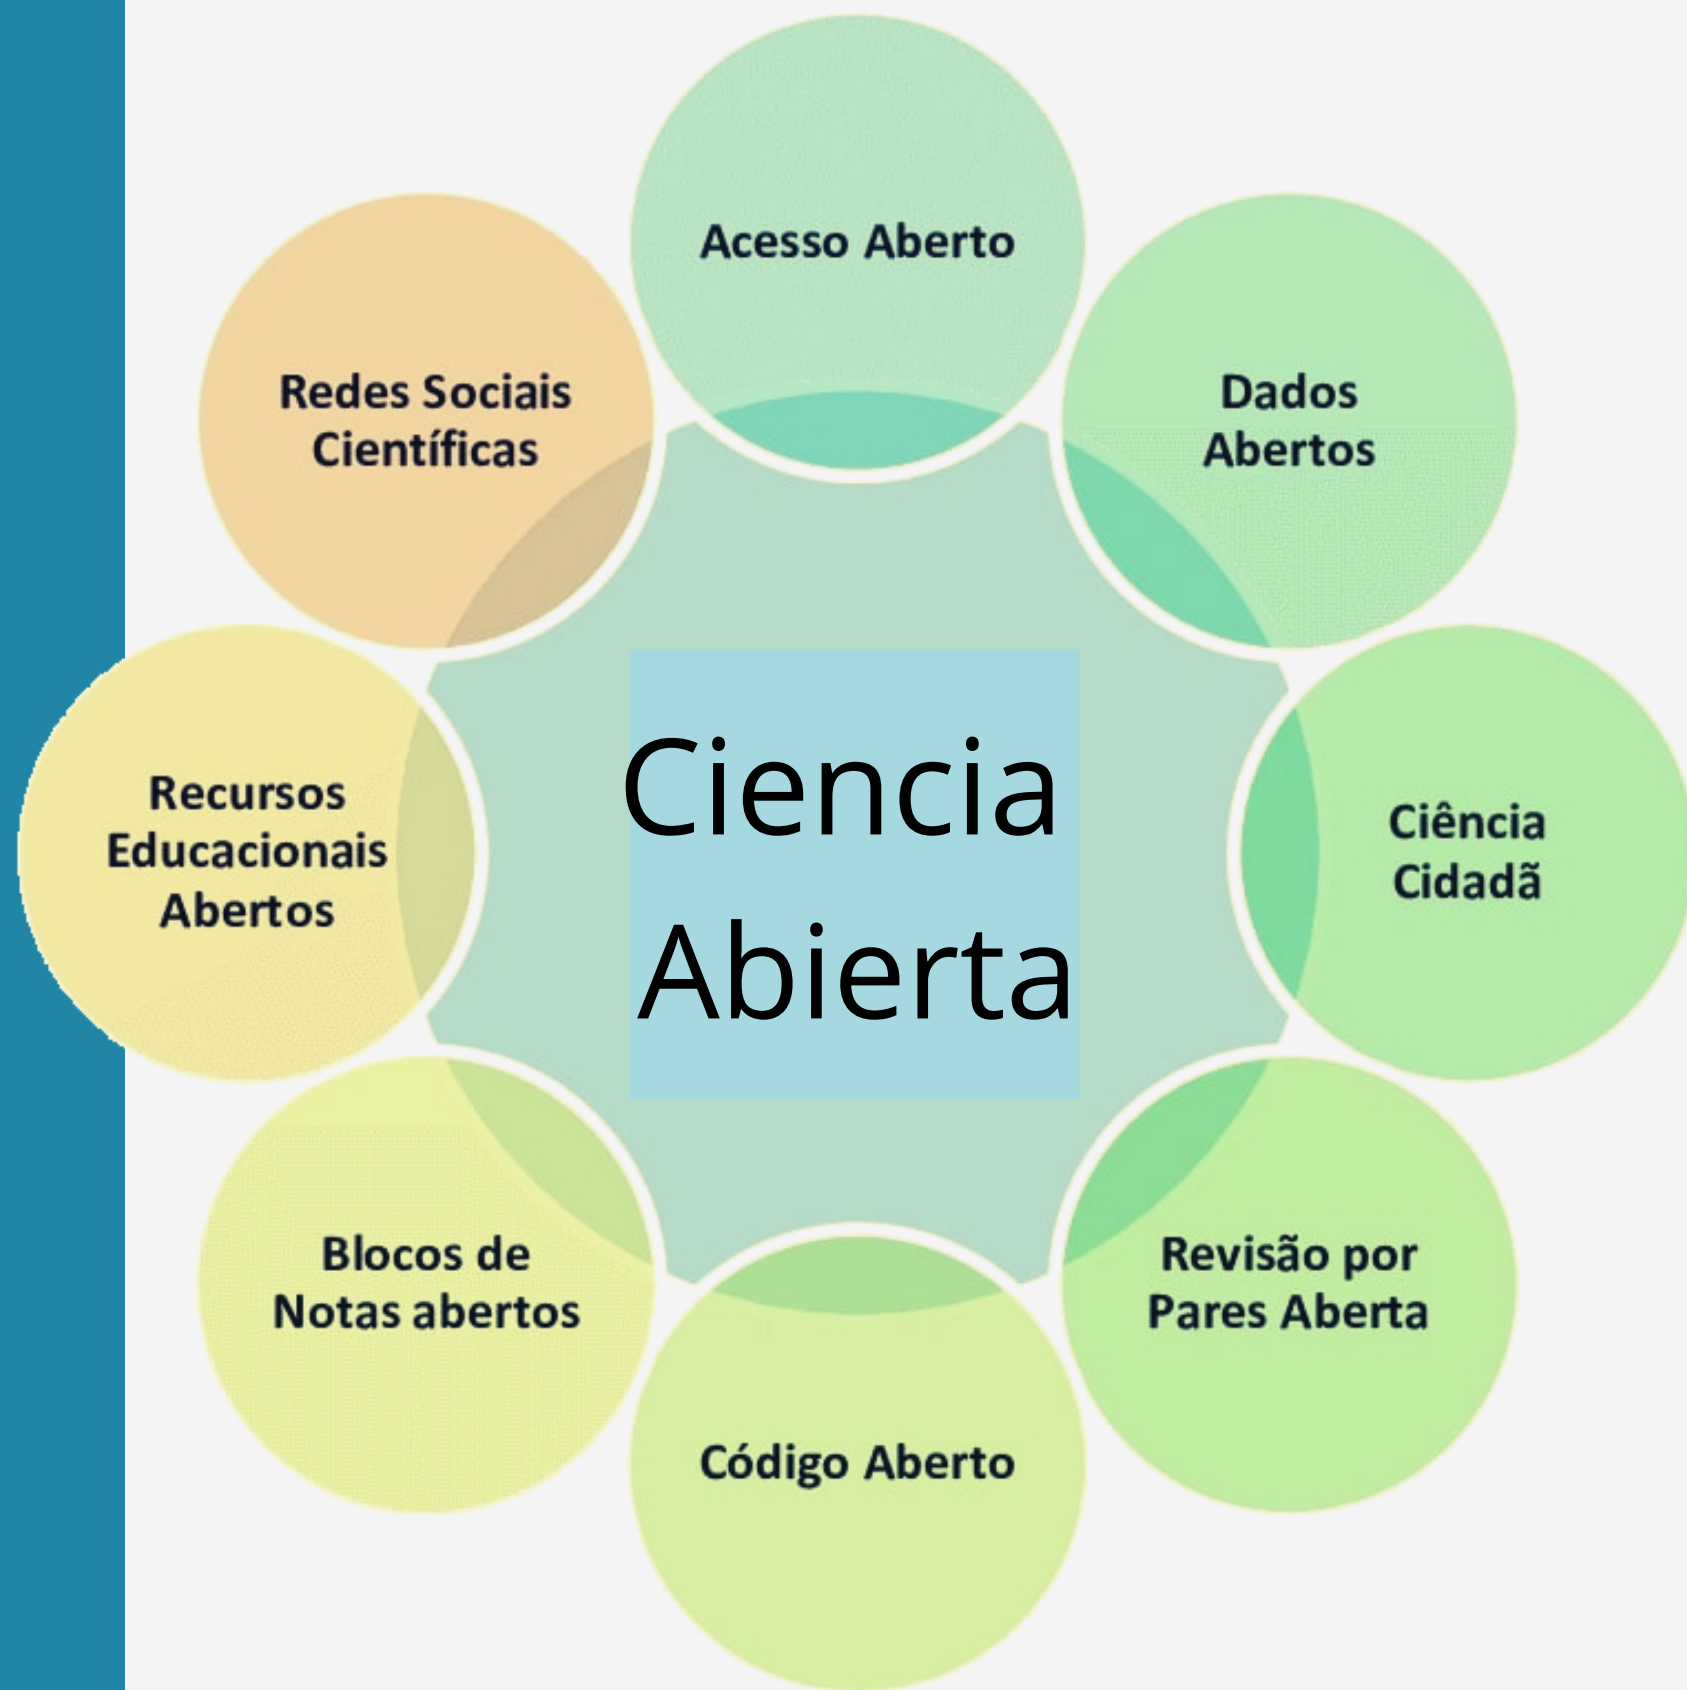 Acesso Aberto
Dados
Abertos
Ciência
Cidadã
Revisão por
Pares Aberta
Código Aberto
Blocos de
Notas abertos
Recursos
Educacionais
Abertos
Redes Sociais
Científicas
Ciencia
Abierta